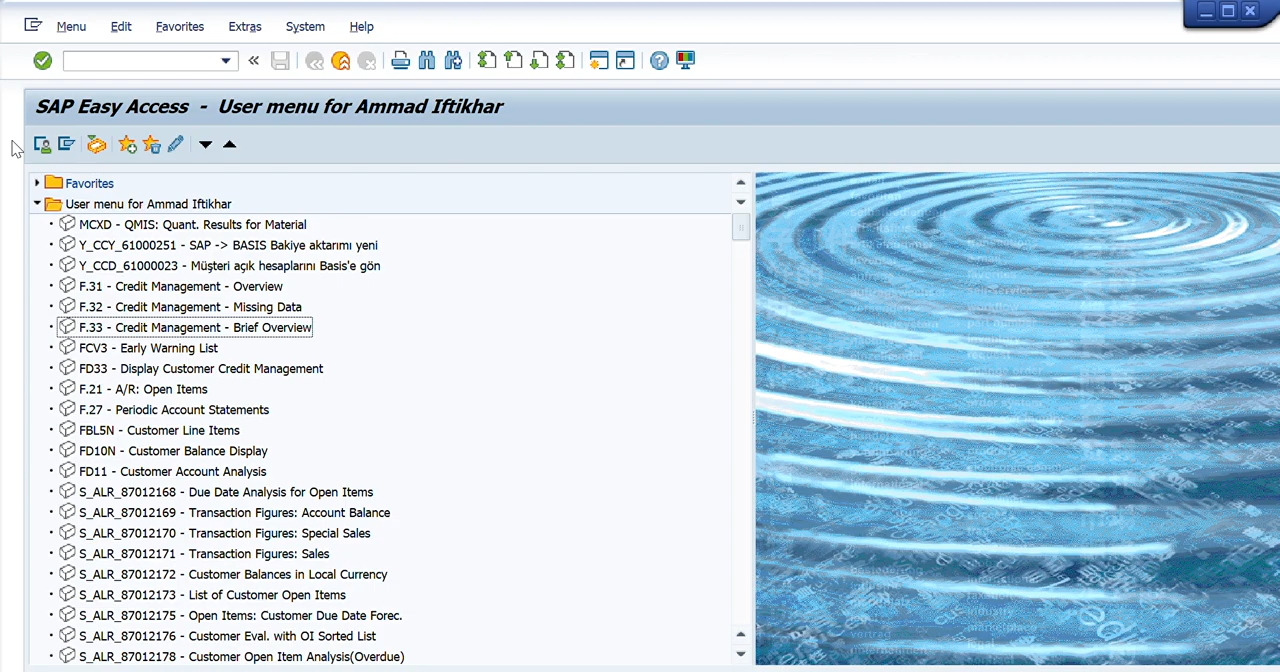 Menu Edit Favorites Extras System Help
SAP Easy Access - User menu for Ammad Iftikhar
Favorites
User menu for Ammad Iftikhar
MCXD - QMIS: Quant. Results for Material
Y_CCY_61000251 - SAP -> BASIS Bakiye aktarımı yeni
Y_CCD_61000023 - Müşteri açık hesaplarını Basis'e gön
F.31 - Credit Management - Overview
F.32 - Credit Management - Missing Data
F.33 - Credit Management - Brief Overview
FCV3 - Early Warning List
FD33 - Display Customer Credit Management
F.21 - A/R: Open Items
F.27 - Periodic Account Statements
FBL5N - Customer Line Items
FD10N - Customer Balance Display
FD11 - Customer Account Analysis
S_ALR_87012168 - Due Date Analysis for Open Items
S_ALR_87012169 - Transaction Figures: Account Balance
S_ALR_87012170 - Transaction Figures: Special Sales
S_ALR_87012171 - Transaction Figures: Sales
S_ALR_87012172 - Customer Balances in Local Currency
S_ALR_87012173 - List of Customer Open Items
S_ALR_87012175 - Open Items: Customer Due Date Forec.
S_ALR_87012176 - Customer Eval. with OI Sorted List
S_ALR_87012178 - Customer Open Item Analysis(Overdue)